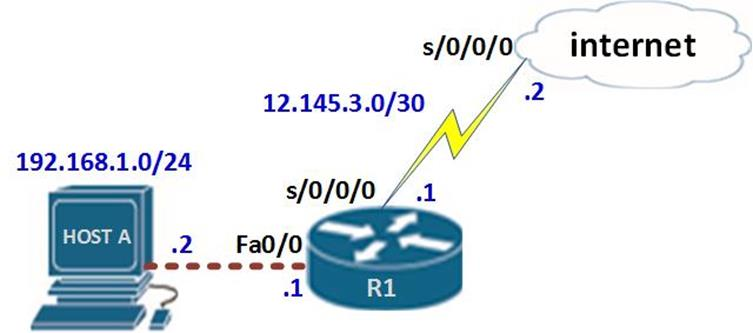 s/0/0/0
internet
12.145.3.0/30
.2
192.168.1.0/24
s/0/0/0
.1
HOST A
.2
Fa0/0
.1
R1